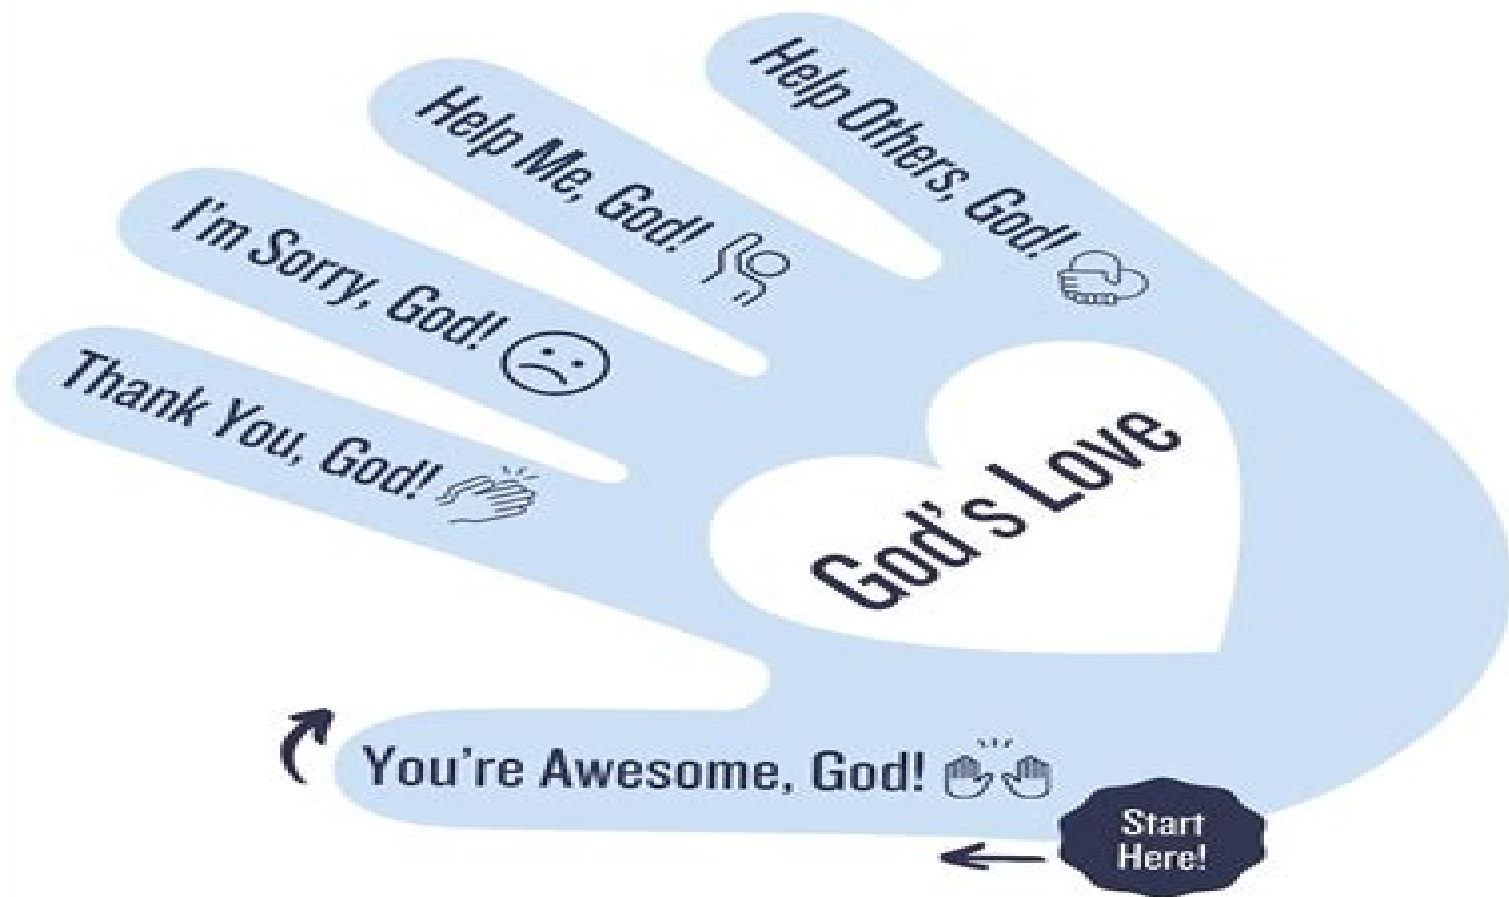 Start
Here!
You're Awesome, God!
Thank You, God!
I'm Sorry, God!
Help Me, God!
Help Others, God!
God's Love